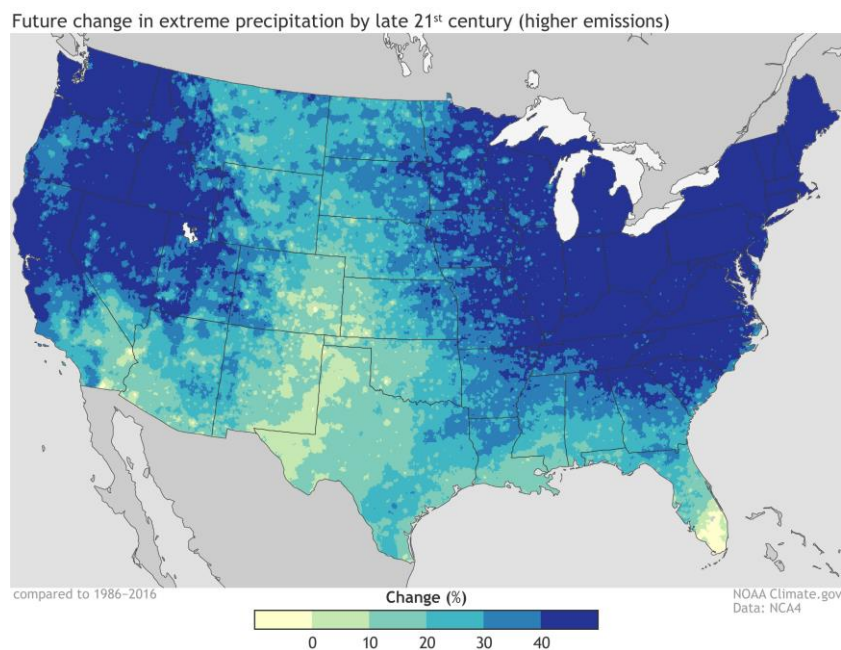 Future change in extreme precipitation by late 21st century (higher emissions)
compared to 1986–2016
Change (%)
NOAA Climate.gov
Data: NCA4
0 10 20 30 40